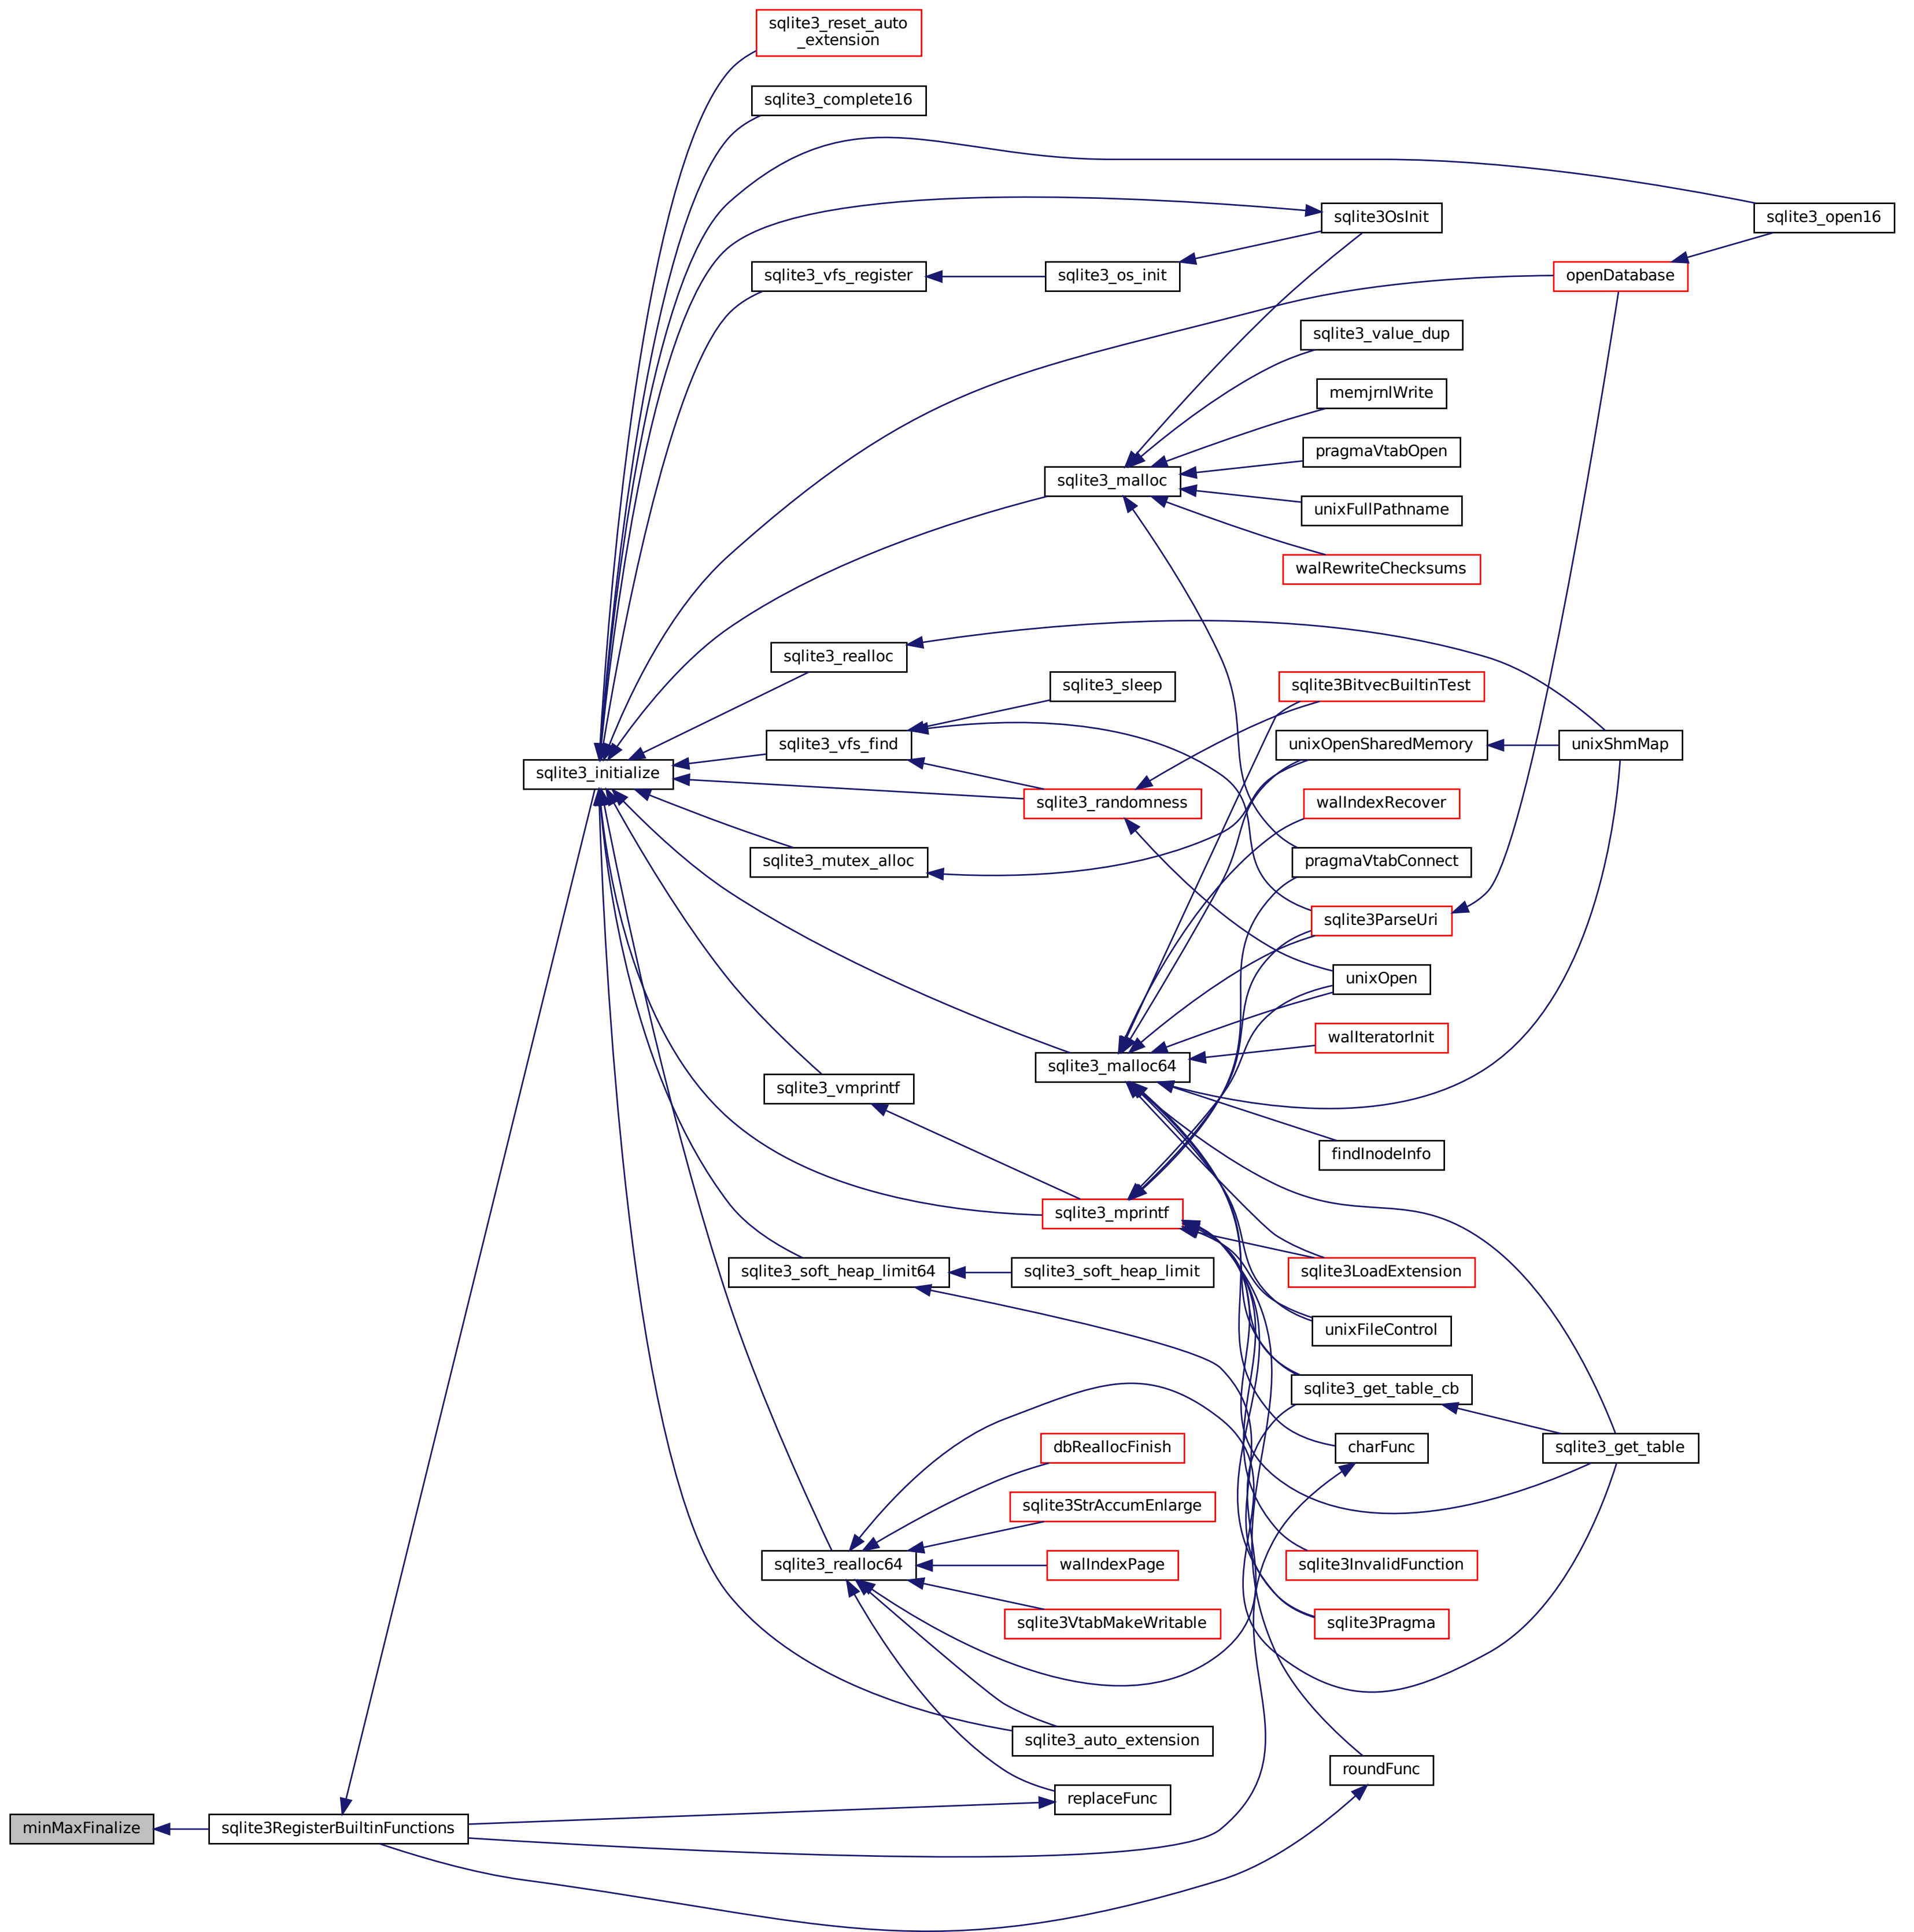 sqlite3_reset_auto
_extension
sqlite3_complete16
sqlite3OsInit
sqlite3_open16
sqlite3_vfs_register
sqlite3_os_init
openDatabase
sqlite3_value_dup
memjrnlWrite
pragmaVtabOpen
sqlite3_malloc
unixFullPathname
walRewriteChecksums
sqlite3_realloc
sqlite3_sleep
sqlite3BitvecBuiltinTest
sqlite3_vfs_find
unixOpenSharedMemory
unixShmMap
sqlite3_initialize
sqlite3_randomness
walIndexRecover
sqlite3_mutex_alloc
pragmaVtabConnect
sqlite3ParseUri
unixOpen
walIteratorInit
sqlite3_malloc64
sqlite3_vmprintf
findInodeInfo
sqlite3_mprintf
sqlite3_soft_heap_limit64
sqlite3_soft_heap_limit
sqlite3LoadExtension
unixFileControl
sqlite3_get_table_cb
dbReallocFinish
charFunc
sqlite3_get_table
sqlite3StrAccumEnlarge
sqlite3_realloc64
walIndexPage
sqlite3InvalidFunction
sqlite3VtabMakeWritable
sqlite3Pragma
sqlite3_auto_extension
roundFunc
replaceFunc
minMaxFinalize
sqlite3RegisterBuiltinFunctions